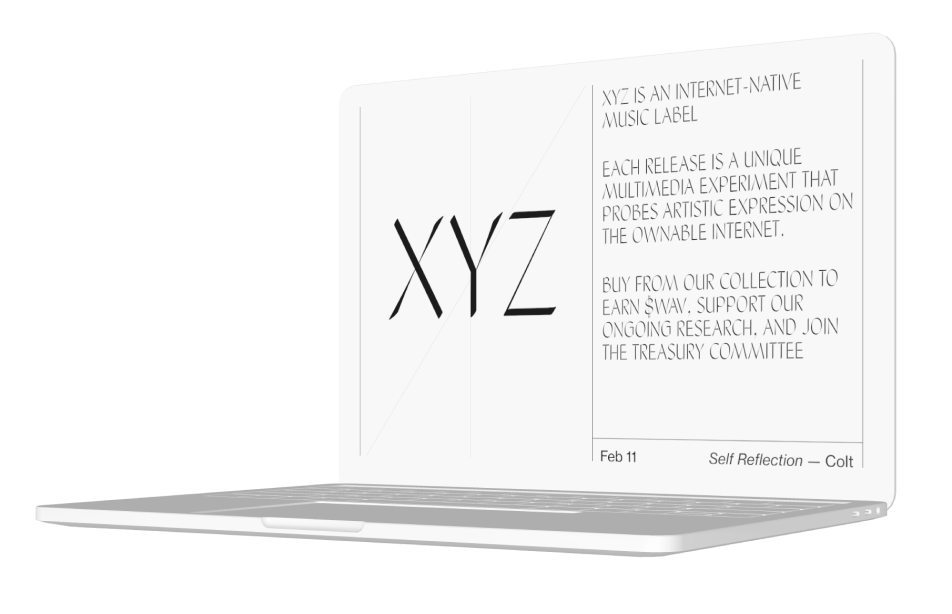 XYZ
XYZ IS AN INTERNET-NATIVE
MUSIC LABEL
EACH RELEASE IS A UNIQUE
MULTIMEDIA EXPERIMENT THAT
PROBES ARTISTIC EXPRESSION ON
THE OWNABLE INTERNET.
BUY FROM OUR COLLECTION TO
EARN $WAV, SUPPORT OUR
ONGOING RESEARCH, AND JOIN
THE TREASURY COMMITTEE
Feb 11
Self Reflection — Colt